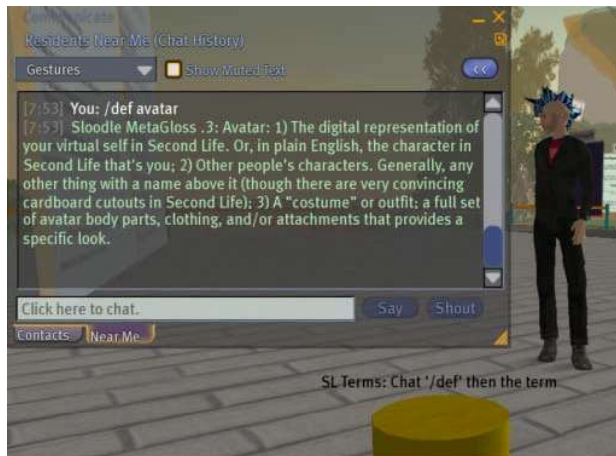 Communicate
Residents Near Me (Chat History)
Gestures
Show Muted Text
<<
[7:53] You: /def avatar
[7:53] Sloodle MetaGloss .3: Avatar: 1) The digital representation of
your virtual self in Second Life. Or, in plain English, the character in
Second Life that's you; 2) Other people's characters. Generally, any
other thing with a name above it (though there are very convincing
cardboard cutouts in Second Life); 3) A "costume" or outfit; a full set
of avatar body parts, clothing, and/or attachments that provides a
specific look.
Click here to chat.
Say
Shout
Contacts
Near Me
SL Terms: Chat '/def' then the term